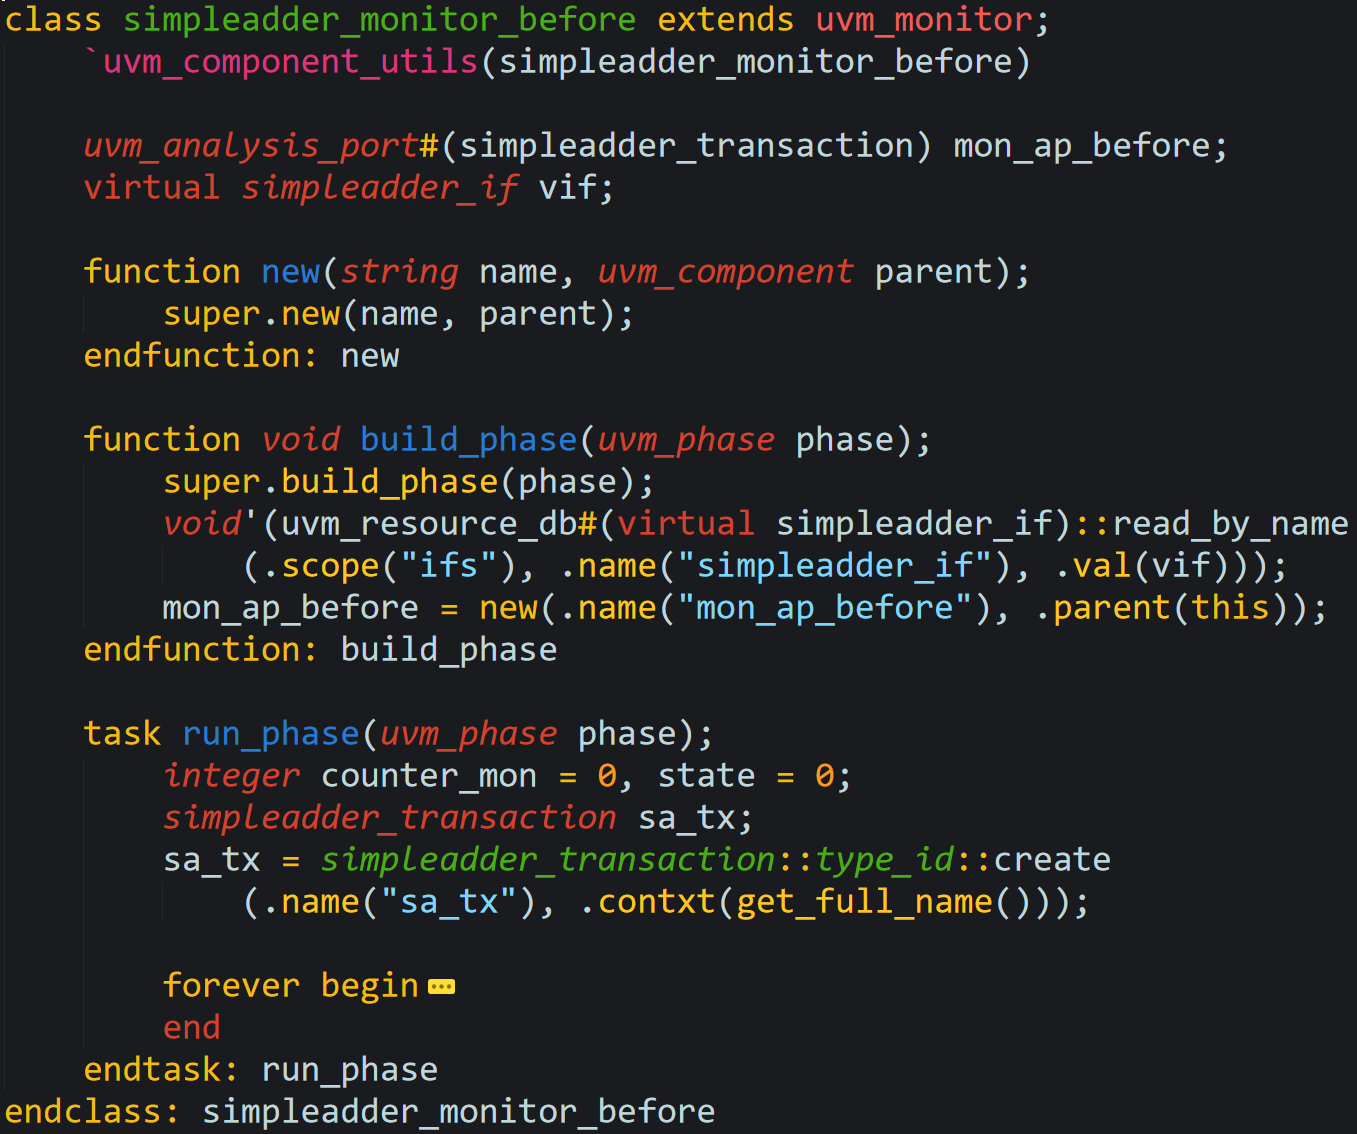 class simpleadder_monitor_before extends uvm_monitor;
`uvm_component_utils(simpleadder_monitor_before)
uvm_analysis_port#(simpleadder_transaction) mon_ap_before;
virtual simpleadder_if vif;
function new(string name, uvm_component parent);
super.new(name, parent);
endfunction: new
function void build_phase(uvm_phase phase);
super.build_phase(phase);
void'(uvm_resource_db#(virtual simpleadder_if)::read_by_name
(.scope("ifs"), .name("simpleadder_if"), .val(vif)));
mon_ap_before = new(.name("mon_ap_before"), .parent(this));
endfunction: build_phase
task run_phase(uvm_phase phase);
integer counter_mon = 0, state = 0;
simpleadder_transaction sa_tx;
sa_tx = simpleadder_transaction::type_id::create
(.name("sa_tx"), .contxt(get_full_name()));
forever begin
end
endtask: run_phase
endclass: simpleadder_monitor_before